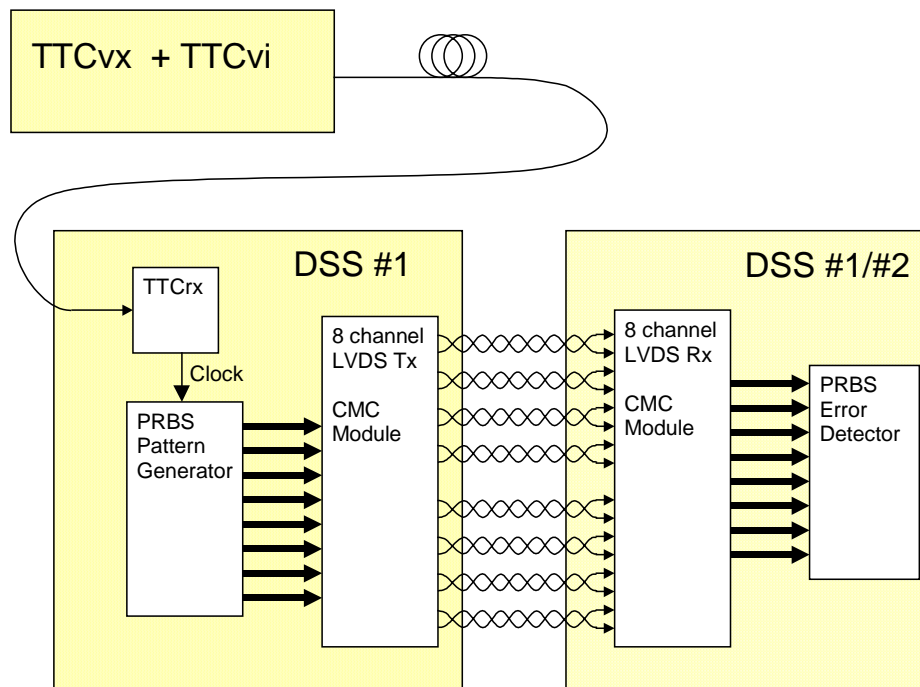 TTCvx + TTCvi
DSS #1
DSS #1/#2
TTCrx
Clock
PRBS
Pattern
Generator
8 channel
LVDS Tx
CMC
Module
8 channel
LVDS Rx
CMC
Module
PRBS
Error
Detector